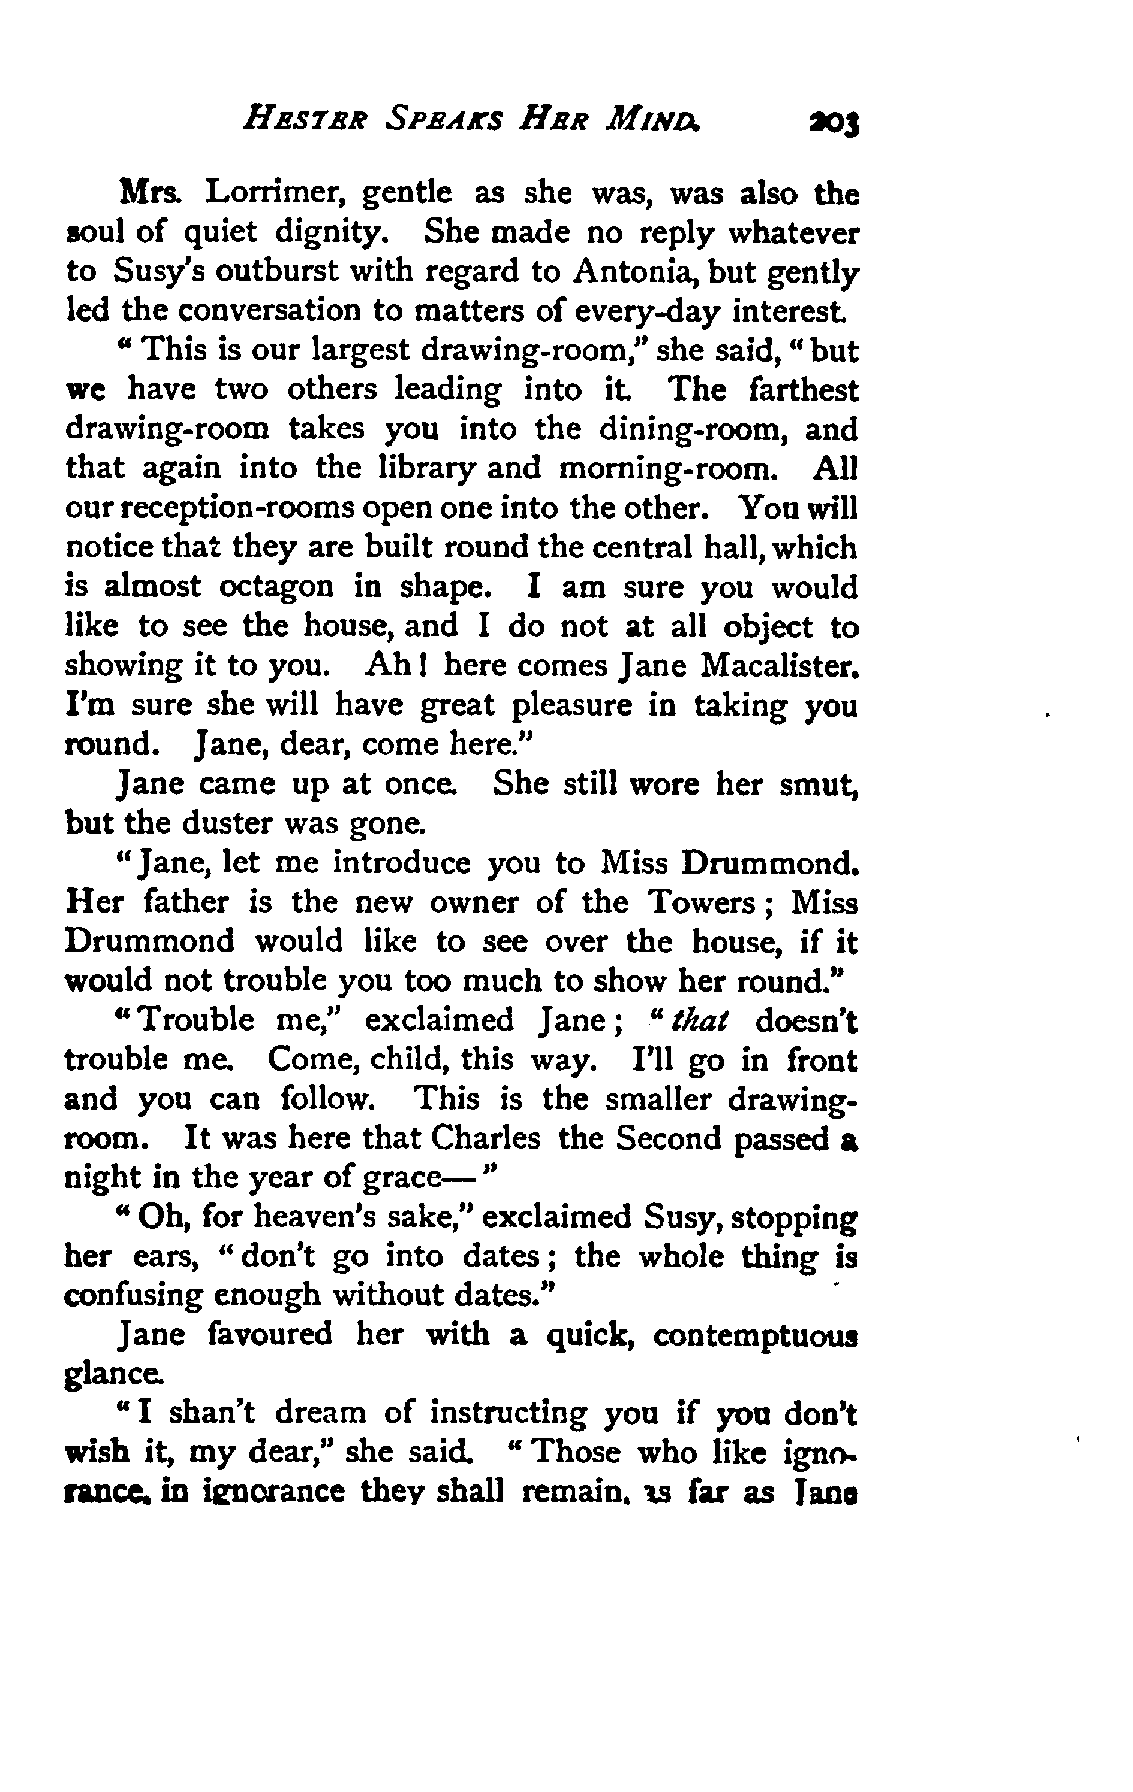 HESTER SPEAKS HER MIND. 203
Mrs. Lorrimer, gentle as she was, was also the
soul of quiet dignity. She made no reply whatever
to Susy's outburst with regard to Antonia, but gently
led the conversation to matters of every-day interest.
"This is our largest drawing-room," she said, "but
we have two others leading into it. The farthest
drawing-room takes you into the dining-room, and
that again into the library and morning-room. All
our reception-rooms open one into the other. You will
notice that they are built round the central hall, which
is almost octagon in shape. I am sure you would
like to see the house, and I do not at all object to
showing it to you. Ah! here comes Jane Macalister.
I'm sure she will have great pleasure in taking you
round. Jane, dear, come here."
Jane came up at once. She still wore her smut,
but the duster was gone.
"Jane, let me introduce you to Miss Drummond.
Her father is the new owner of the Towers; Miss
Drummond would like to see over the house, if it
would not trouble you too much to show her round."
"Trouble me," exclaimed Jane; "that doesn't
trouble me. Come, child, this way. I'll go in front
and you can follow. This is the smaller drawing-
room. It was here that Charles the Second passed a
night in the year of grace—"
"Oh, for heaven's sake," exclaimed Susy, stopping
her ears, "don't go into dates; the whole thing is
confusing enough without dates."
Jane favoured her with a quick, contemptuous
glance.
"I shan't dream of instructing you if you don't
wish it, my dear," she said. "Those who like igno-
rance, in ignorance they shall remain, as far as Jane